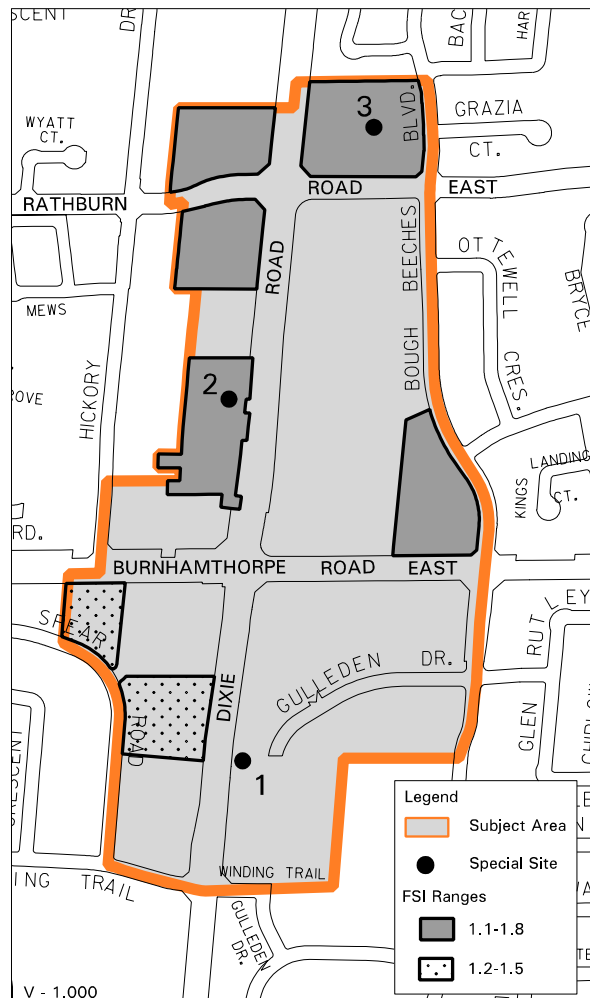 SCENT
DR
BAC
HAR
3
BLVD.
GRAZIA
CT.
WYATT
CT.
RATHBURN
ROAD
EAST
ROAD
BEECHES
OTTEWELL
CRES.
BRYCE
MEWS
HICKORY
BOUGH
2
OVE
LANDING
KINGS
CT.
RD.
BURNHAMTHORPE
ROAD
EAST
SPEAR
ROAD
RUTLEY
GULLEDEN
DR.
DIXIE
GLEN
1
WINDING TRAIL
ING TRAIL
GULLEDEN
DR.
Legend
Subject Area
Special Site
FSI Ranges
1.1-1.8
1.2-1.5
V - 1.000